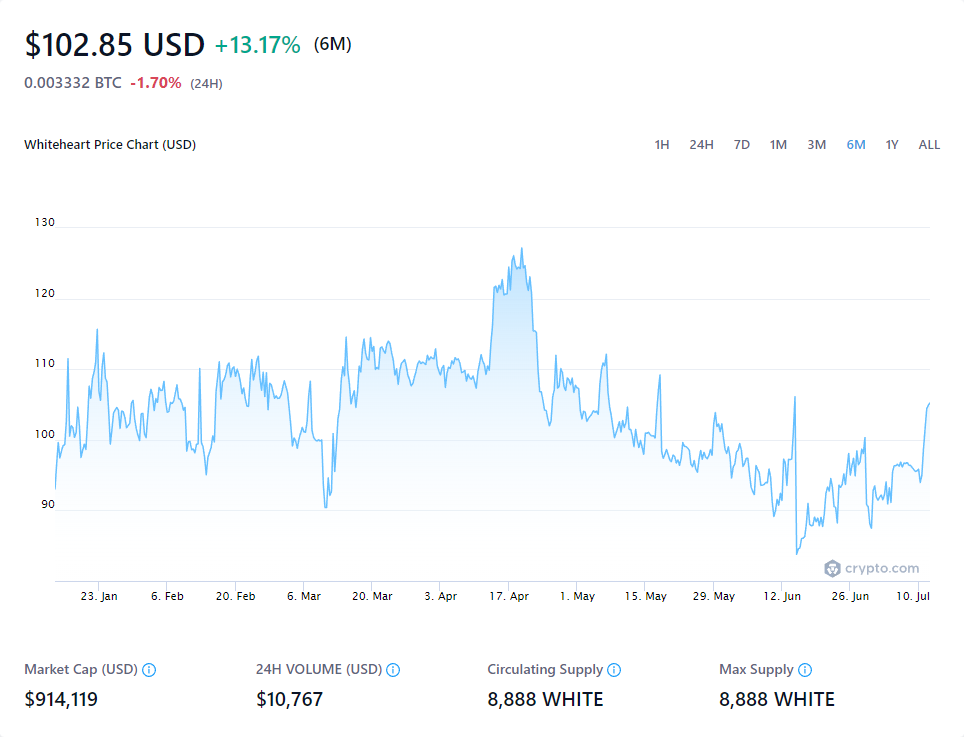 $102.85 USD +13.17% (6M)
0.003332 BTC -1.70% (24H)
Whiteheart Price Chart (USD) 1H 24H 7D 1M 3M 6M 1Y ALL
130
120
110
100
90
crypto.com
23. Jan 6. Feb 20. Feb 6. Mar 20. Mar 3. Apr 17. Apr 1. May 15. May 29. May 12. Jun 26. Jun 10. Jul
Market Cap (USD) 24H VOLUME (USD) Circulating Supply Max Supply
$914,119 $10,767 8,888 WHITE 8,888 WHITE